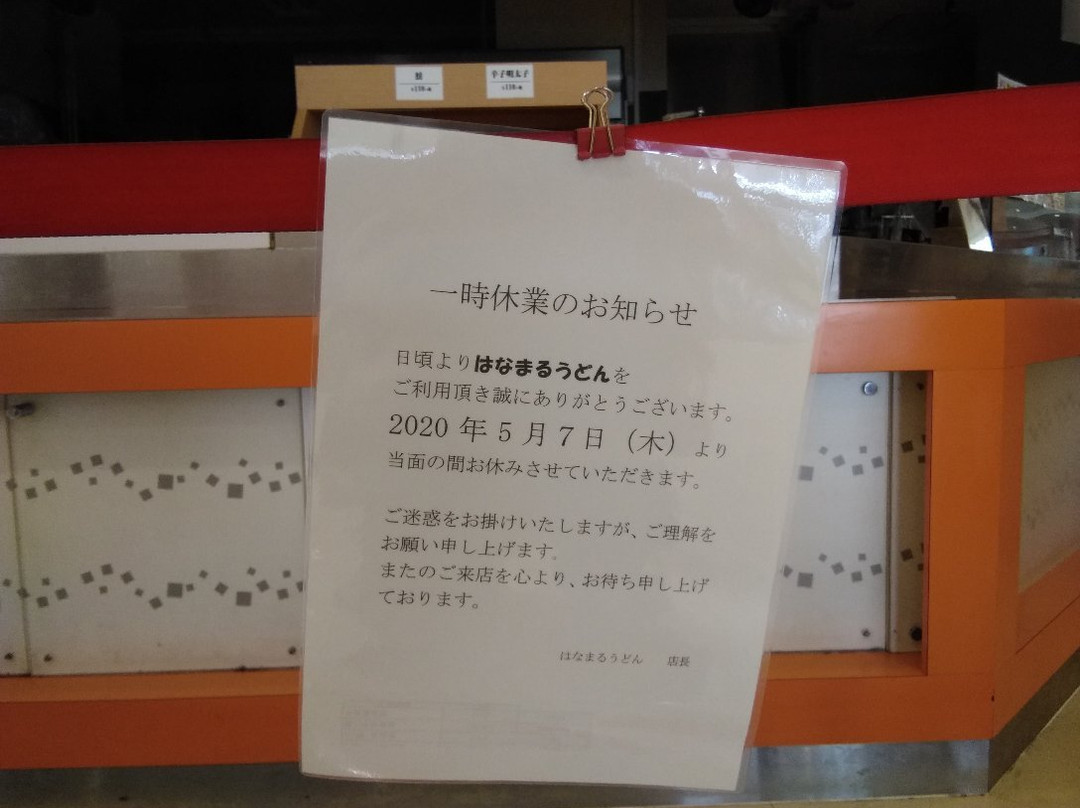 辛子明太子
一時休業のお知らせ
日頃よりはなまるうどんを
ご利用頂き誠にありがとうございます。
2020 年 5 月 7 日 (木) より
当面の間お休みさせていただきます。
ご迷惑をお掛けいたしますが、ご理解を
お願い申し上げます。
またのご来店を心より、お待ち申し上げ
ております。
はなまるうどん 店長